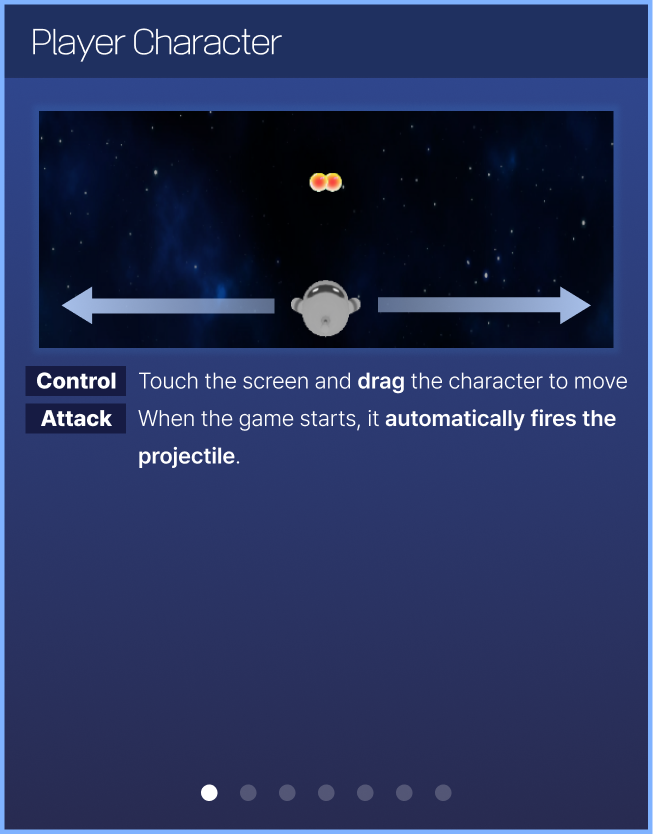 Player Character
Control Touch the screen and drag the character to move
Attack When the game starts, it automatically fires the
projectile.